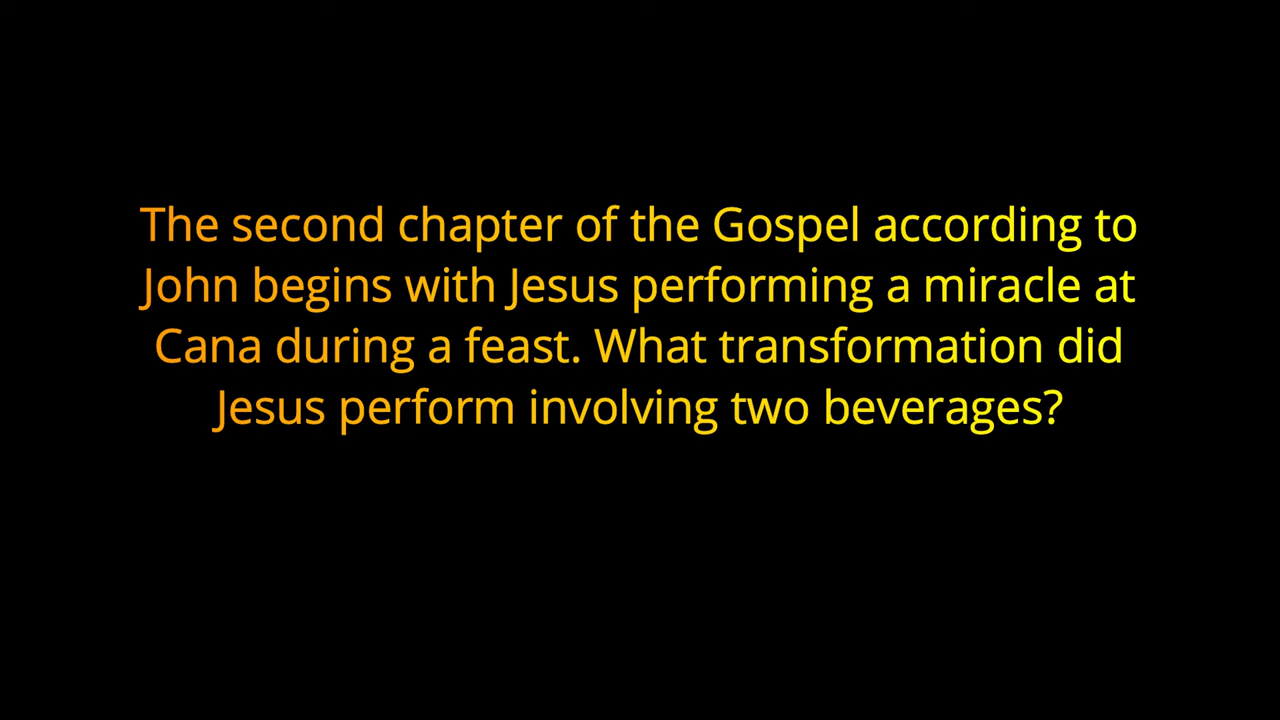 The second chapter of the Gospel according to
John begins with Jesus performing a miracle at
Cana during a feast. What transformation did
Jesus perform involving two beverages?